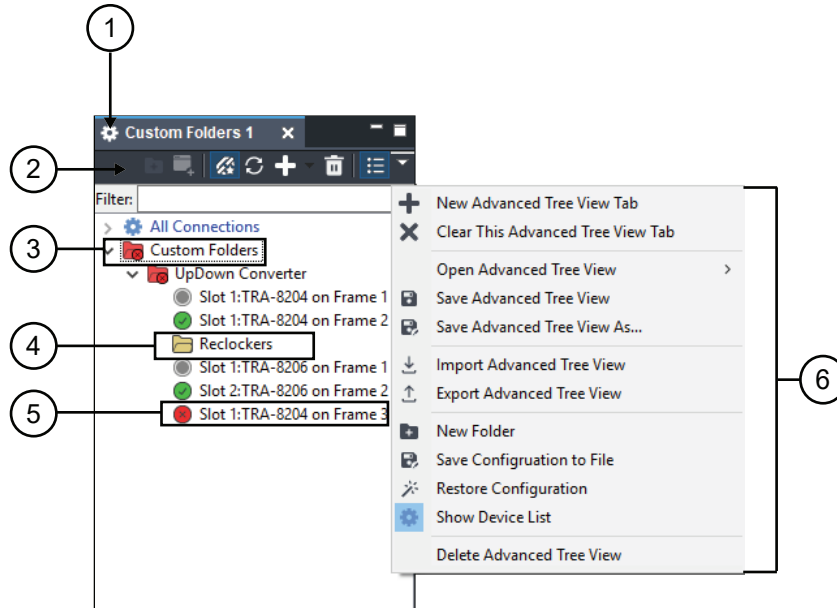 1
Custom Folders 1
2
Filter:
All Connections
3
Custom Folders
UpDown Converter
Slot 1:TRA-8204 on Frame 1
Slot 1:TRA-8204 on Frame 2
4
Reclockers
Slot 1:TRA-8206 on Frame 1
Slot 2:TRA-8206 on Frame 2
5
Slot 1:TRA-8204 on Frame 3
New Advanced Tree View Tab
Clear This Advanced Tree View Tab
Open Advanced Tree View
Save Advanced Tree View
Save Advanced Tree View As...
Import Advanced Tree View
Export Advanced Tree View
New Folder
Save Configruation to File
Restore Configuration
Show Device List
Delete Advanced Tree View
6